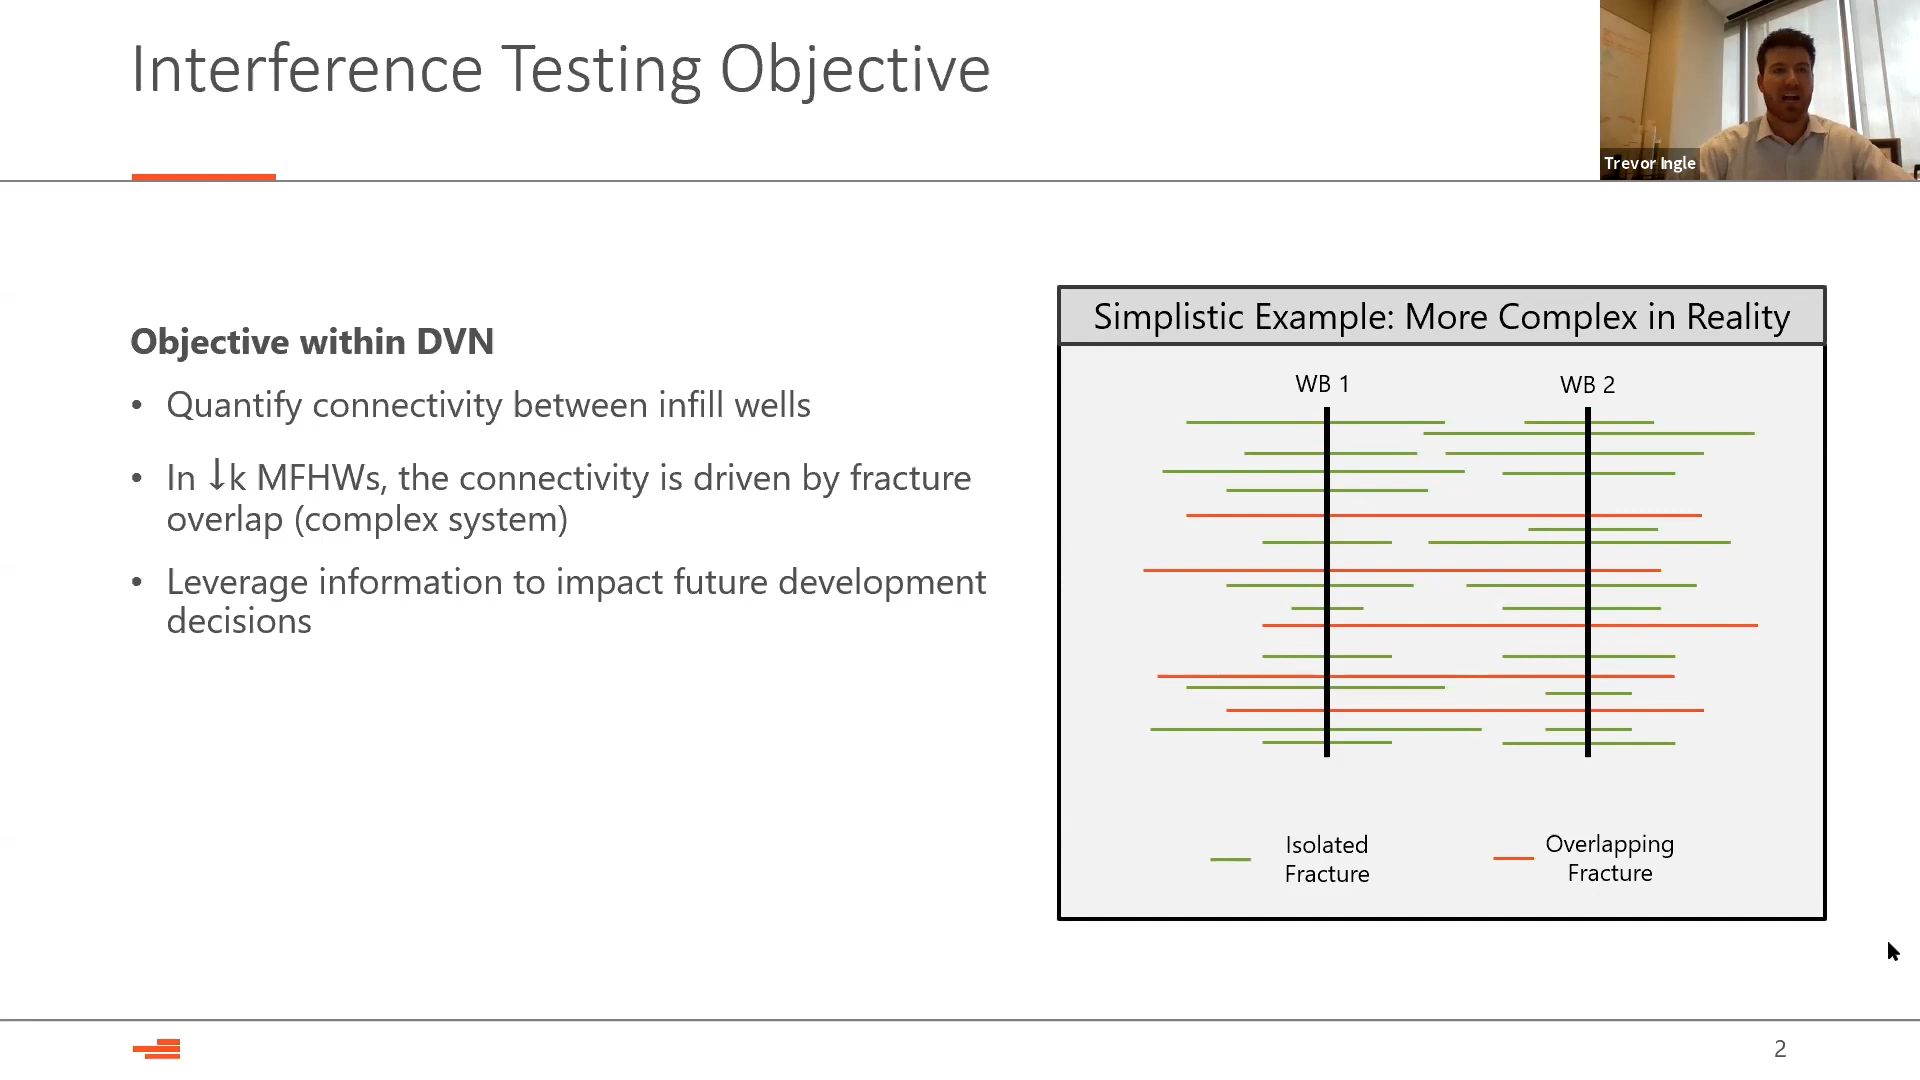 Interference Testing Objective
Trevor Ingle
Objective within DVN
• Quantify connectivity between infill wells
• In ↓k MFHWs, the connectivity is driven by fracture
overlap (complex system)
• Leverage information to impact future development
decisions
Simplistic Example: More Complex in Reality
WB 1
WB 2
Isolated
Fracture
Overlapping
Fracture
2